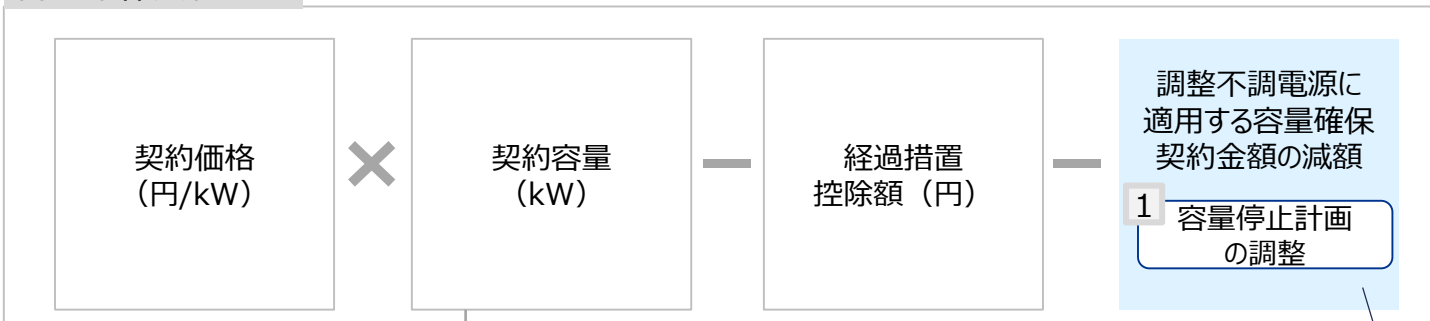 契約価格
（円/kW）
契約容量
（kW）
経過措置
控除額（円）
調整不調電源に
適用する容量確保
契約金額の減額
1
容量停止計画
の調整